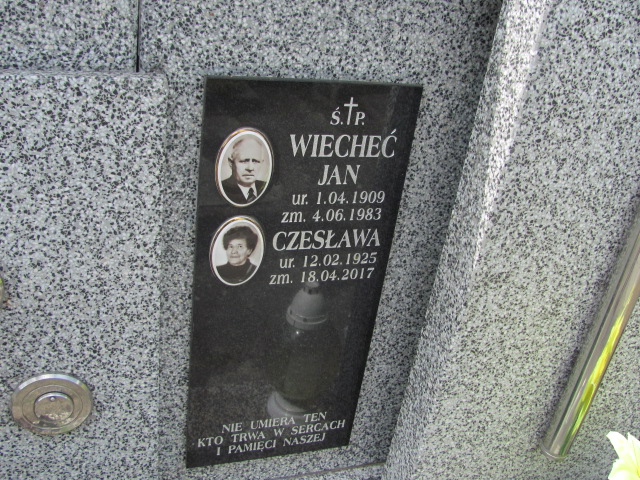 Ś.†P.
WIECHEĆ
JAN
ur. 1.04.1909
zm. 4.06.1983
CZESŁAWA
ur. 12.02.1925
zm. 18.04.2017
NIE UMIERA TEN
KTO TRWA W SERCACH
I PAMIĘCI NASZEJ